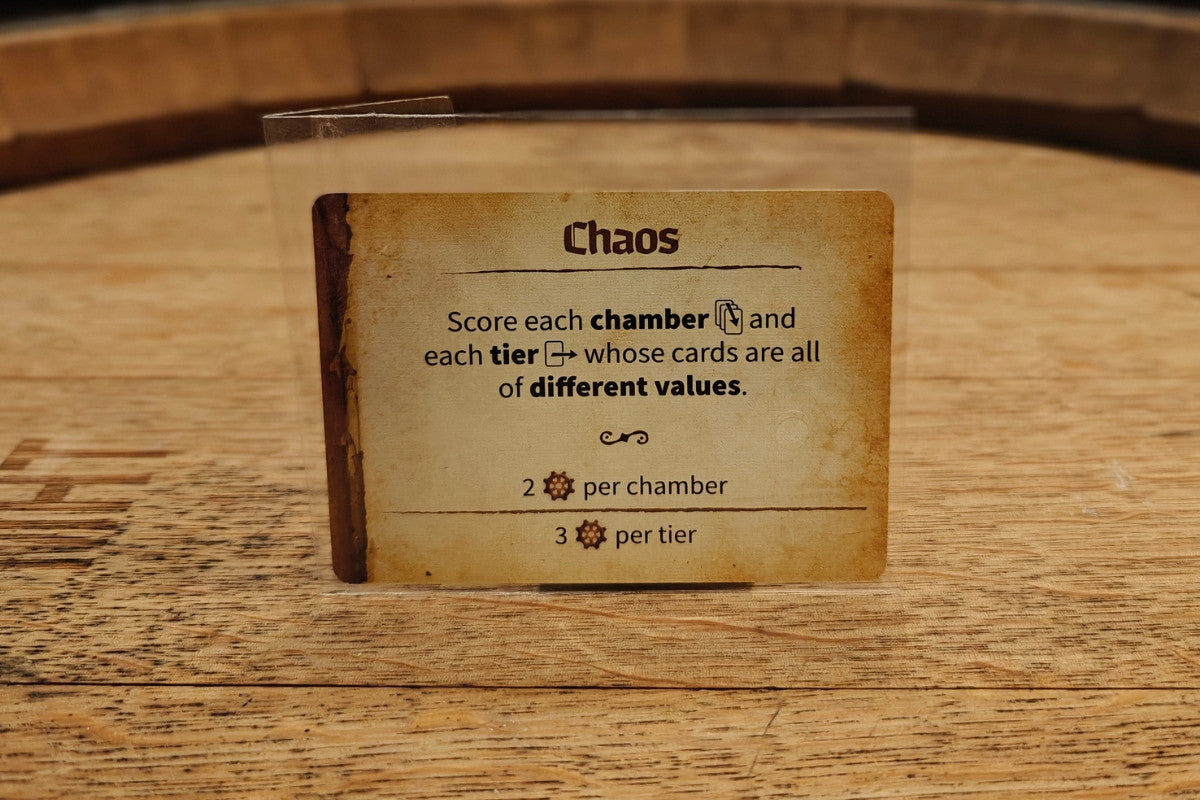 Chaos
Score each chamber and
each tier whose cards are all
of different values.
2 per chamber
3 per tier